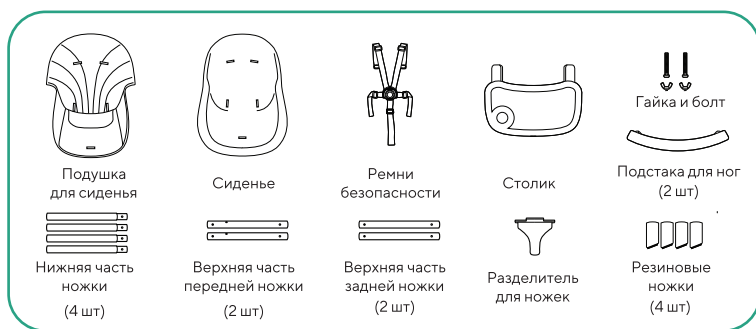 Подушка
для сиденья
Сиденье
Ремни
безопасности
Столик
Гайка и болт
Подстака для ног
(2 шт)
Нижняя часть
ножки
(4 шт)
Верхняя часть
передней ножки
(2 шт)
Верхняя часть
задней ножки
(2 шт)
Разделитель
для ножек
Резиновые
ножки
(4 шт)